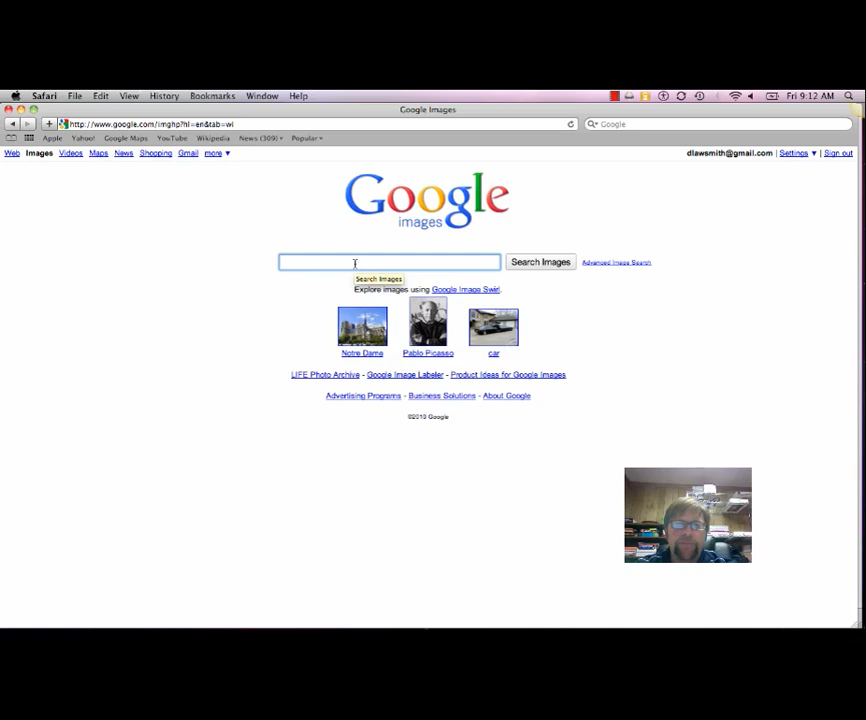 Safari File Edit View History Bookmarks Window Help Fri 9:12 AM
Google Images
http://www.google.com/imghp?hl=en&tab=wi Google
Apple Yahoo! Google Maps YouTube Wikipedia News (309) Popular
Web Images Videos Maps News Shopping Gmail more dlawsmith@gmail.com | Settings | Sign out
Google
images
Search Images Advanced Image Search
Search Images
Explore images using Google Image Swirl.
Notre Dame Pablo Picasso car
LIFE Photo Archive - Google Image Labeler - Product Ideas for Google Images
Advertising Programs - Business Solutions - About Google
©2010 Google